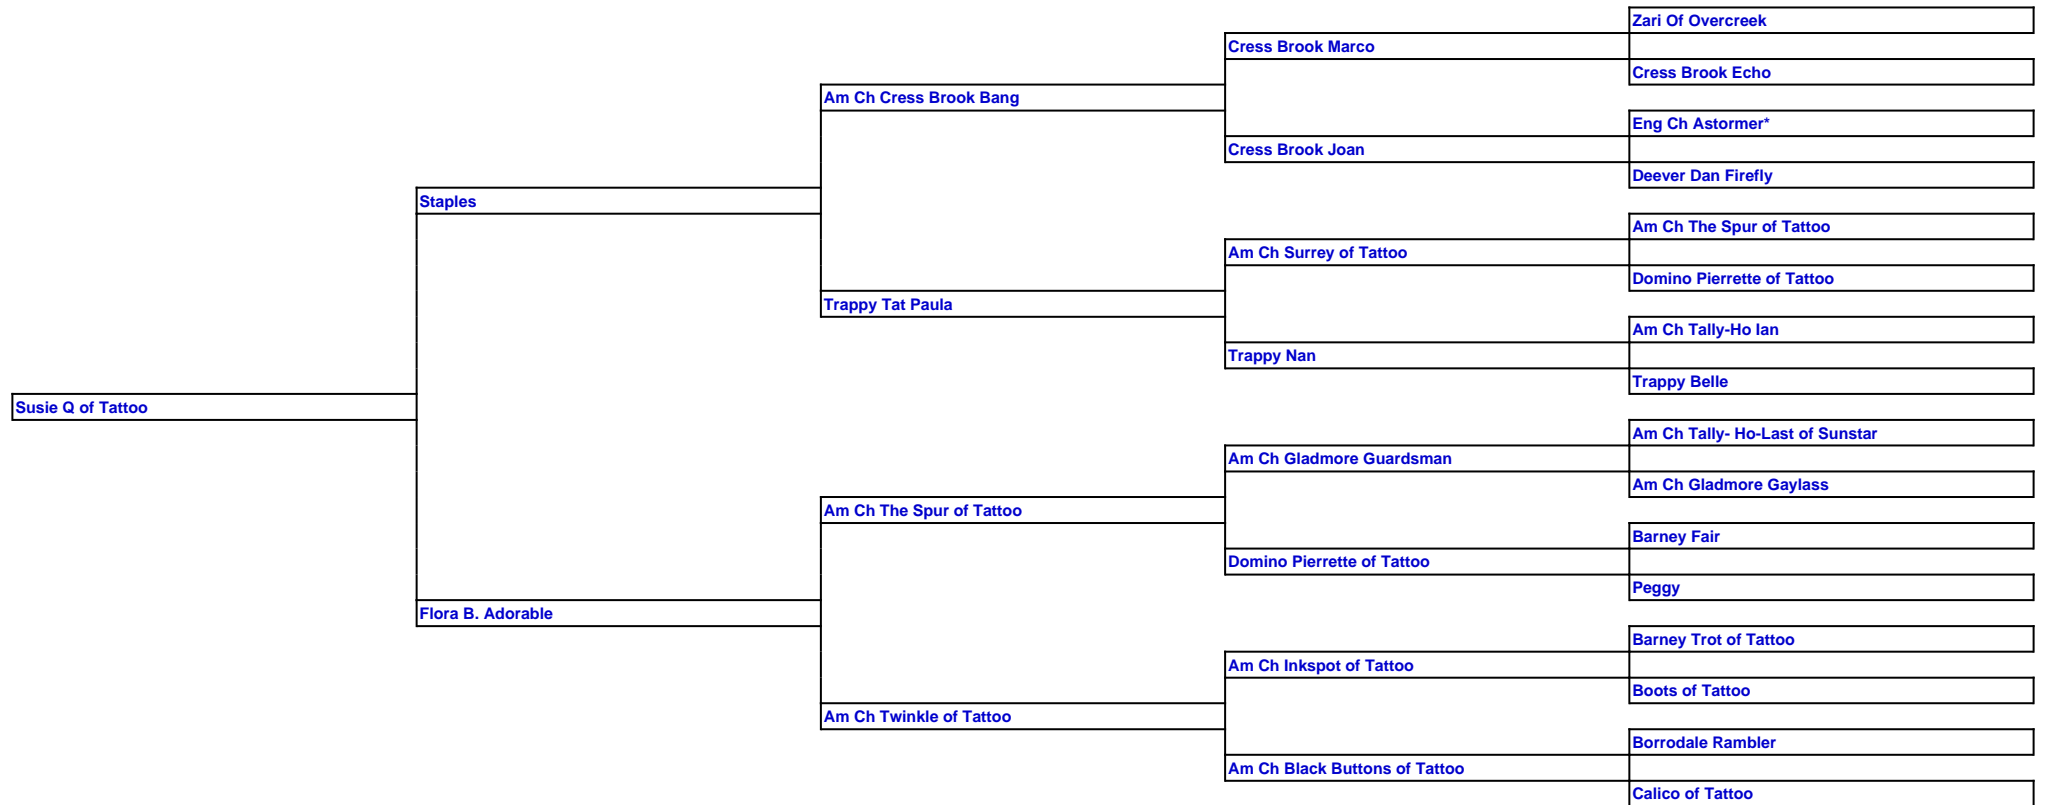 Zari Of Overcreek
Cress Brook Marco
Cress Brook Echo
Am Ch Cress Brook Bang
Eng Ch Astormer*
Cress Brook Joan
Deever Dan Firefly
Staples
Am Ch The Spur of Tattoo
Am Ch Surrey of Tattoo
Domino Pierrette of Tattoo
Trappy Tat Paula
Am Ch Tally-Ho Ian
Trappy Nan
Trappy Belle
Susie Q of Tattoo
Am Ch Tally- Ho-Last of Sunstar
Am Ch Gladmore Guardsman
Am Ch Gladmore Gaylass
Am Ch The Spur of Tattoo
Barney Fair
Domino Pierrette of Tattoo
Peggy
Flora B. Adorable
Barney Trot of Tattoo
Am Ch Inkspot of Tattoo
Boots of Tattoo
Am Ch Twinkle of Tattoo
Borrodale Rambler
Am Ch Black Buttons of Tattoo
Calico of Tattoo